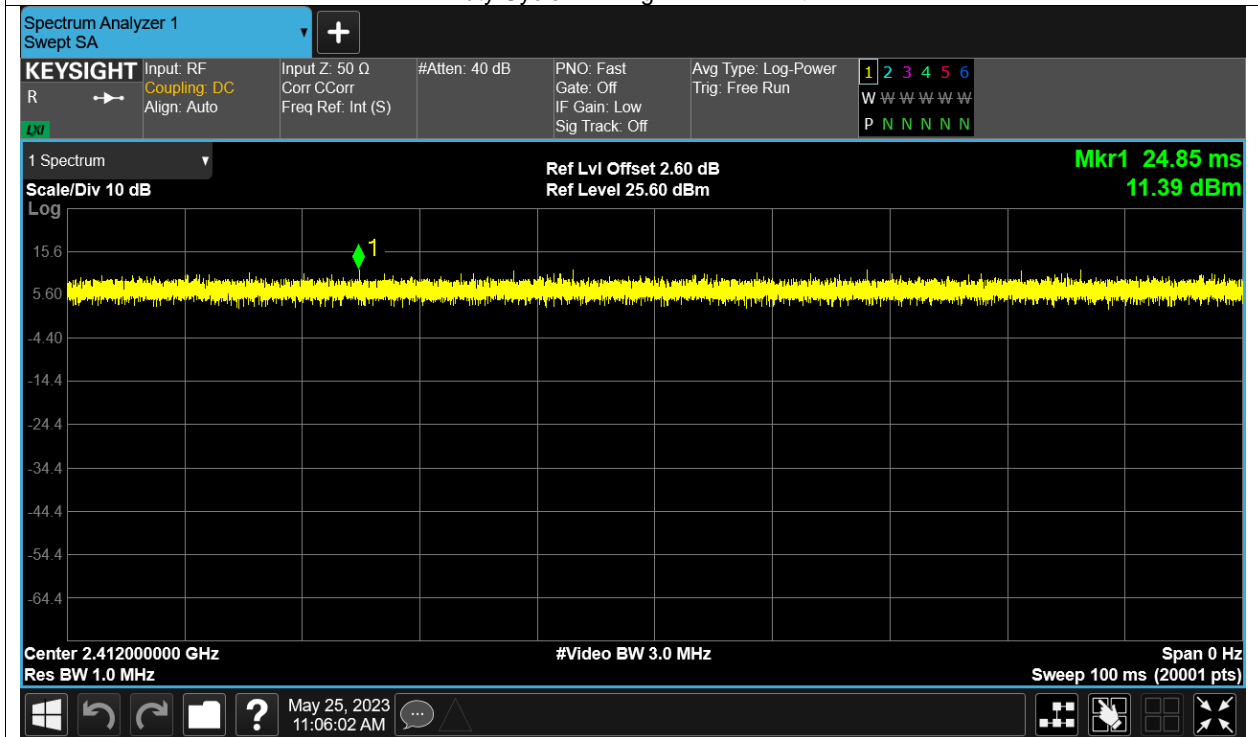 Spectrum Analyzer 1
Swept SA
+
KEYSIGHT
R
LXI
Input: RF
Coupling: DC
Align: Auto
Input Z: 50 Ω
Corr CCorr
Freq Ref: Int (S)
#Atten: 40 dB
PNO: Fast
Gate: Off
IF Gain: Low
Sig Track: Off
Avg Type: Log-Power
Trig: Free Run
1 2 3 4 5 6
W W W W W W
P N N N N N
1 Spectrum
Scale/Div 10 dB
Log
Ref Lvl Offset 2.60 dB
Ref Level 25.60 dBm
Mkr1 24.85 ms
11.39 dBm
1
15.6
5.60
-4.40
-14.4
-24.4
-34.4
-44.4
-54.4
-64.4
Center 2.412000000 GHz
Res BW 1.0 MHz
#Video BW 3.0 MHz
Span 0 Hz
Sweep 100 ms (20001 pts)
?
May 25, 2023
11:06:02 AM